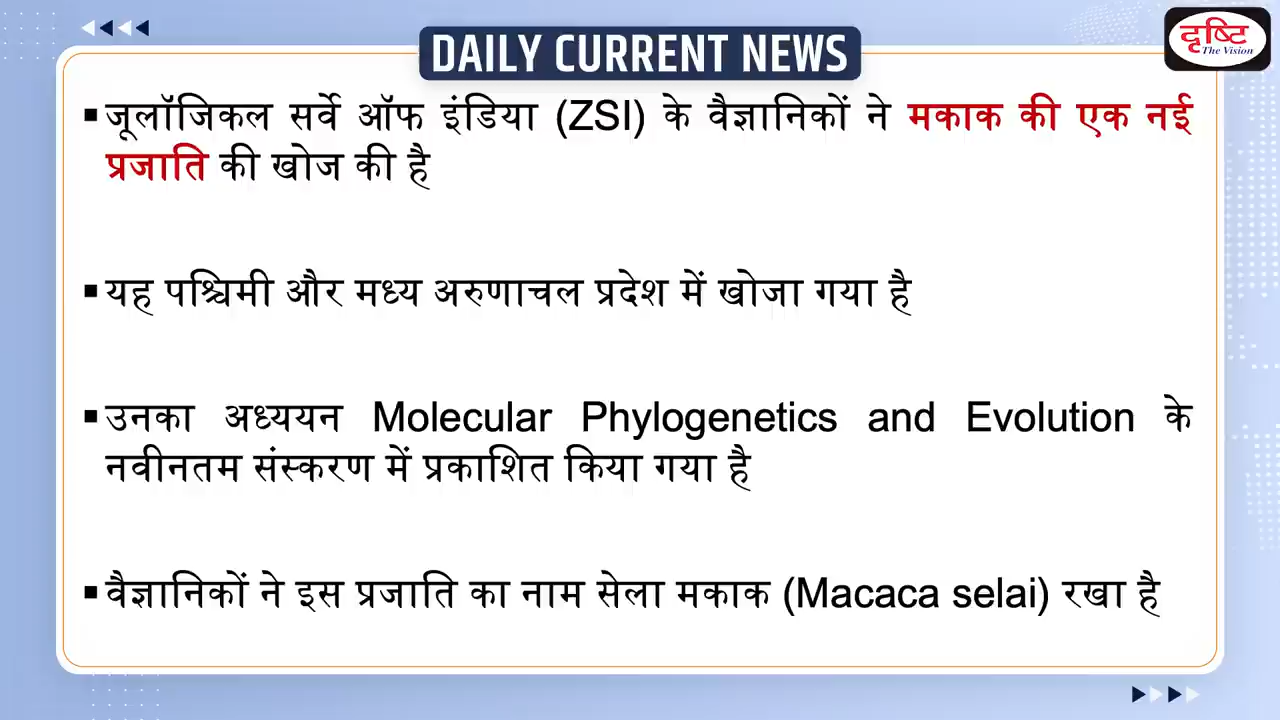 DAILY CURRENT NEWS
दृष्टि
The Vision
▪जूलॉजिकल सर्वे ऑफ इंडिया (ZSI) के वैज्ञानिकों ने मकाक की एक नई
प्रजाति की खोज की है
▪यह पश्चिमी और मध्य अरुणाचल प्रदेश में खोजा गया है
▪उनका अध्ययन Molecular Phylogenetics and Evolution के
नवीनतम संस्करण में प्रकाशित किया गया है
▪वैज्ञानिकों ने इस प्रजाति का नाम सेला मकाक (Macaca selai) रखा है